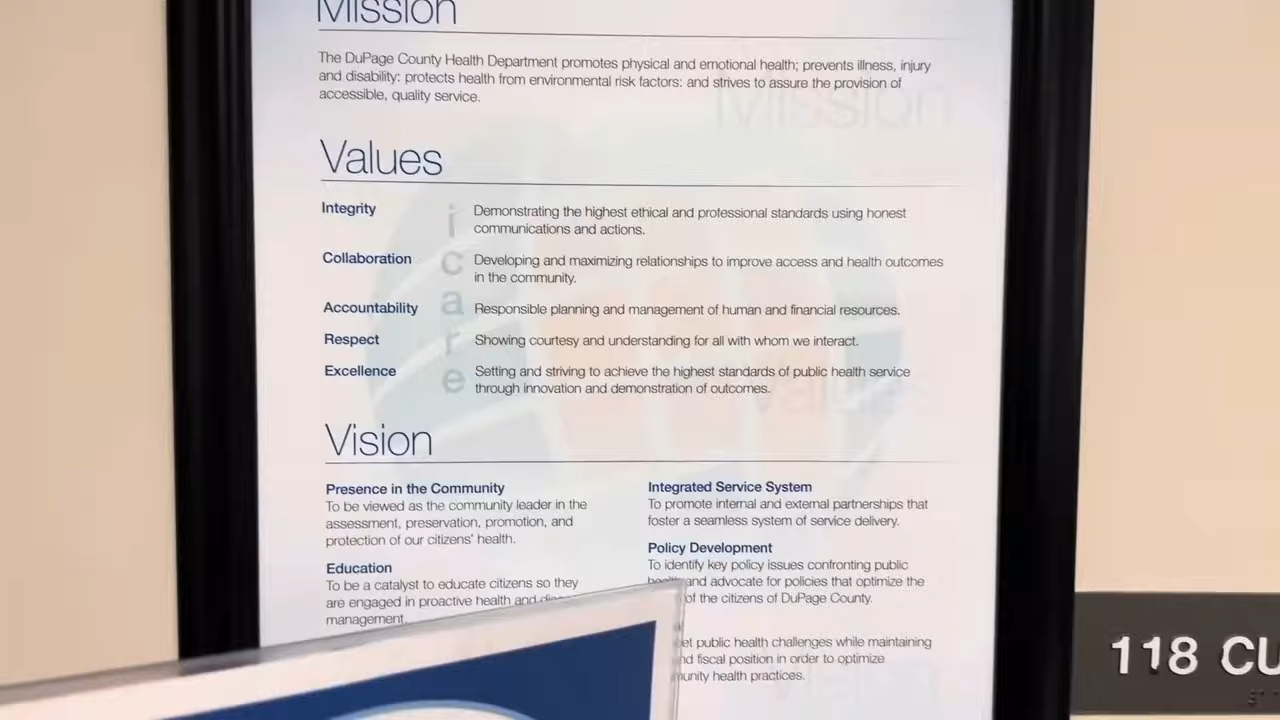 Mission
The DuPage County Health Department promotes physical and emotional health; prevents illness, injury
and disability: protects health from environmental risk factors: and strives to assure the provision of
accessible, quality service.
Values
Integrity
i
Demonstrating the highest ethical and professional standards using honest
communications and actions.
Collaboration
c
Developing and maximizing relationships to improve access and health outcomes
in the community.
Accountability
a
Responsible planning and management of human and financial resources.
Respect
r
Showing courtesy and understanding for all with whom we interact.
Excellence
e
Setting and striving to achieve the highest standards of public health service
through innovation and demonstration of outcomes.
Vision
Presence in the Community
To be viewed as the community leader in the
assessment, preservation, promotion, and
protection of our citizens' health.
Education
To be a catalyst to educate citizens so they
are engaged in proactive health and
management.
Integrated Service System
To promote internal and external partnerships that
foster a seamless system of service delivery.
Policy Development
To identify key policy issues confronting public
health and advocate for policies that optimize the
of the citizens of DuPage County.
public health challenges while maintaining
fiscal position in order to optimize
health practices.
118 CU